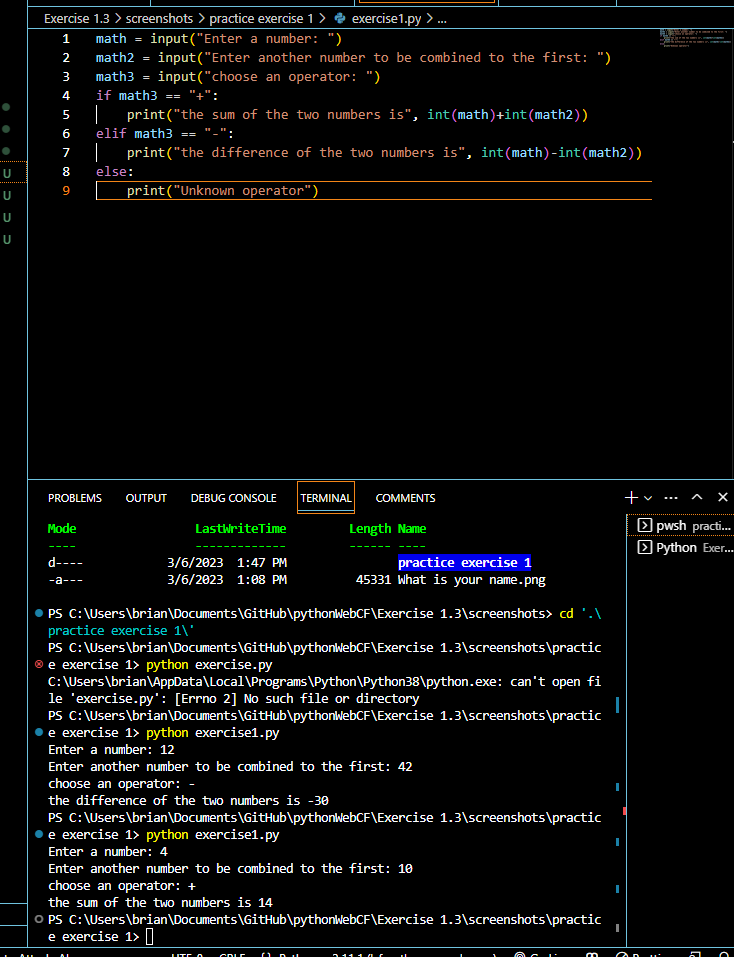 Exercise 1.3 > screenshots > practice exercise 1 > exercise1.py > ...
1 math = input("Enter a number: ")
2 math2 = input("Enter another number to be combined to the first: ")
3 math3 = input("choose an operator: ")
4 if math3 == "+":
5 print("the sum of the two numbers is", int(math)+int(math2))
6 elif math3 == "-":
7 print("the difference of the two numbers is", int(math)-int(math2))
8 else:
9 print("Unknown operator")
U
U
U
U
PROBLEMS OUTPUT DEBUG CONSOLE TERMINAL COMMENTS
pwsh practi...
Python Exer...
Mode LastWriteTime Length Name
---- ------------- ------ ----
d---- 3/6/2023 1:47 PM practice exercise 1
-a--- 3/6/2023 1:08 PM 45331 What is your name.png
PS C:\Users\brian\Documents\GitHub\pythonWebCF\Exercise 1.3\screenshots> cd '.\
practice exercise 1\'
PS C:\Users\brian\Documents\GitHub\pythonWebCF\Exercise 1.3\screenshots\practic
e exercise 1> python exercise.py
C:\Users\brian\AppData\Local\Programs\Python\Python38\python.exe: can't open fi
le 'exercise.py': [Errno 2] No such file or directory
PS C:\Users\brian\Documents\GitHub\pythonWebCF\Exercise 1.3\screenshots\practic
e exercise 1> python exercise1.py
Enter a number: 12
Enter another number to be combined to the first: 42
choose an operator: -
the difference of the two numbers is -30
PS C:\Users\brian\Documents\GitHub\pythonWebCF\Exercise 1.3\screenshots\practic
e exercise 1> python exercise1.py
Enter a number: 4
Enter another number to be combined to the first: 10
choose an operator: +
the sum of the two numbers is 14
PS C:\Users\brian\Documents\GitHub\pythonWebCF\Exercise 1.3\screenshots\practic
e exercise 1>